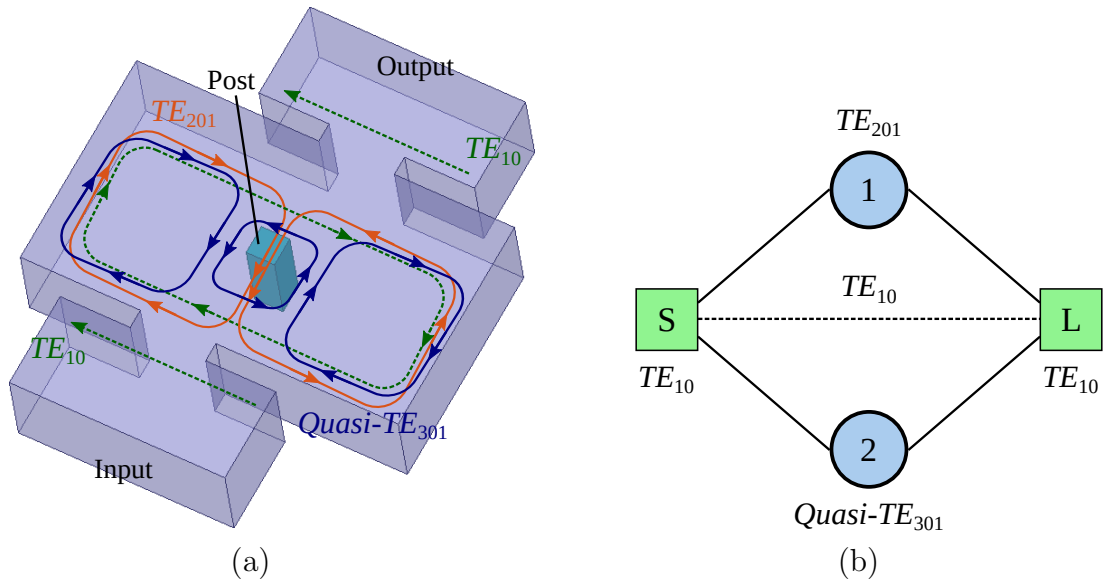 Output
Post
TE201
TE10
TE10
Quasi-TE301
Input
(a)
TE201
1
TE10
S
L
TE10
TE10
2
Quasi-TE301
(b)